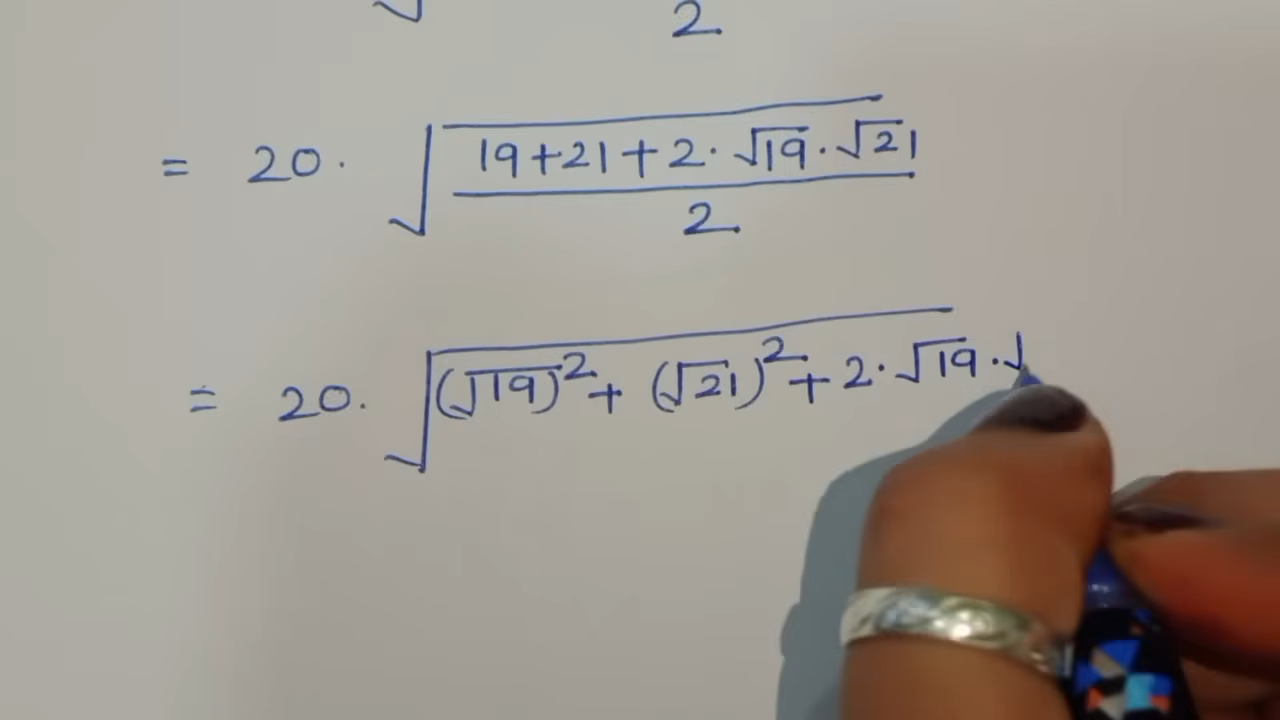 √ 2
= 20. √((19+21+2·√19·√21)/2)
= 20. √((√19)²+(√21)²+2·√19·√